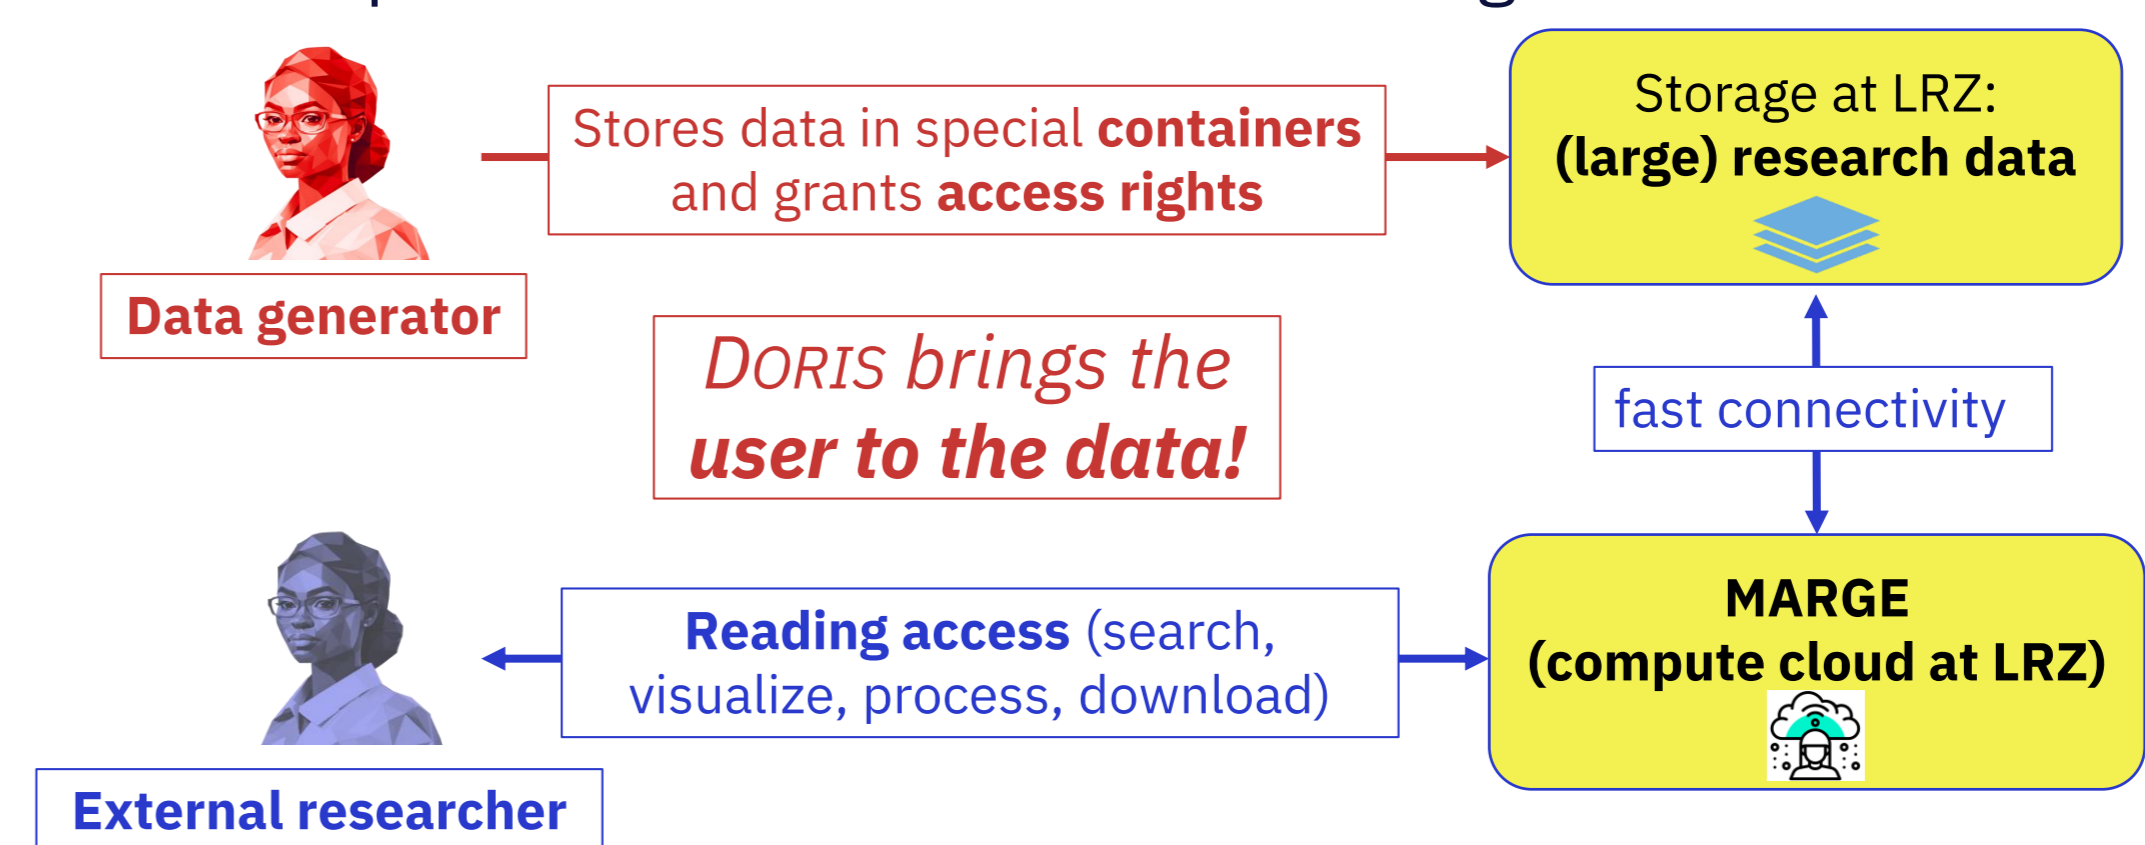 Stores data in special containers
and grants access rights
Storage at LRZ:
(large) research data
Data generator
DORIS brings the
user to the data!
fast connectivity
Reading access (search,
visualize, process, download)
MARGE
(compute cloud at LRZ)
External researcher